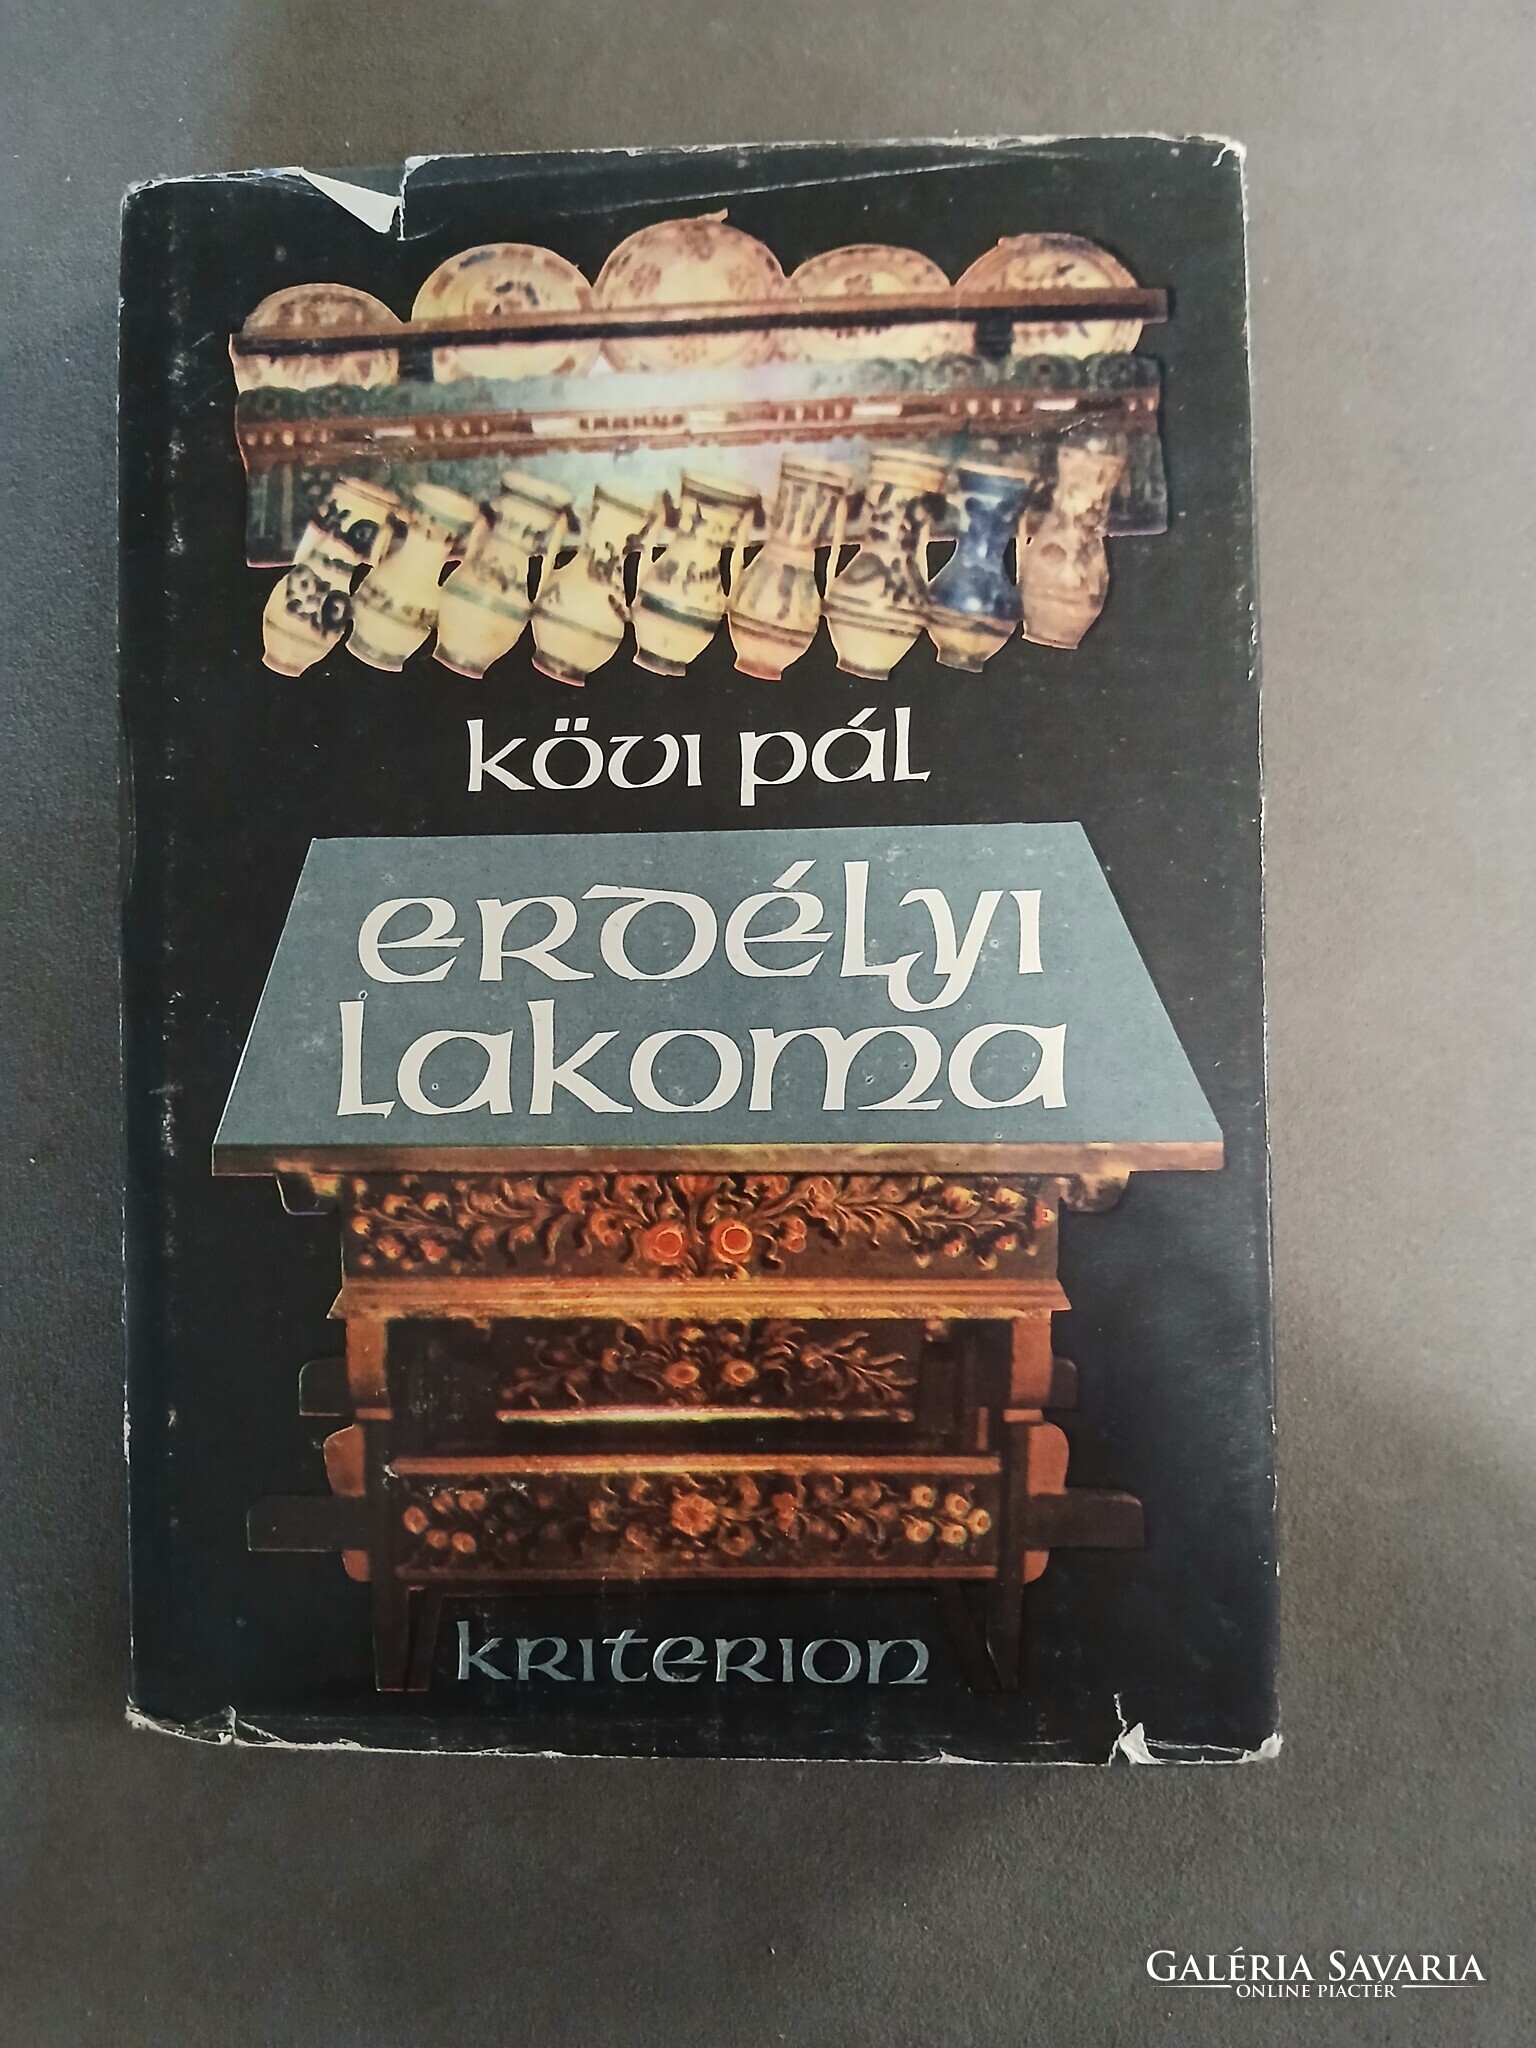 kövi pál
erdélyi
lakoma
kriterion
GALÉRIA SAVARIA
ONLINE PIACTÉR